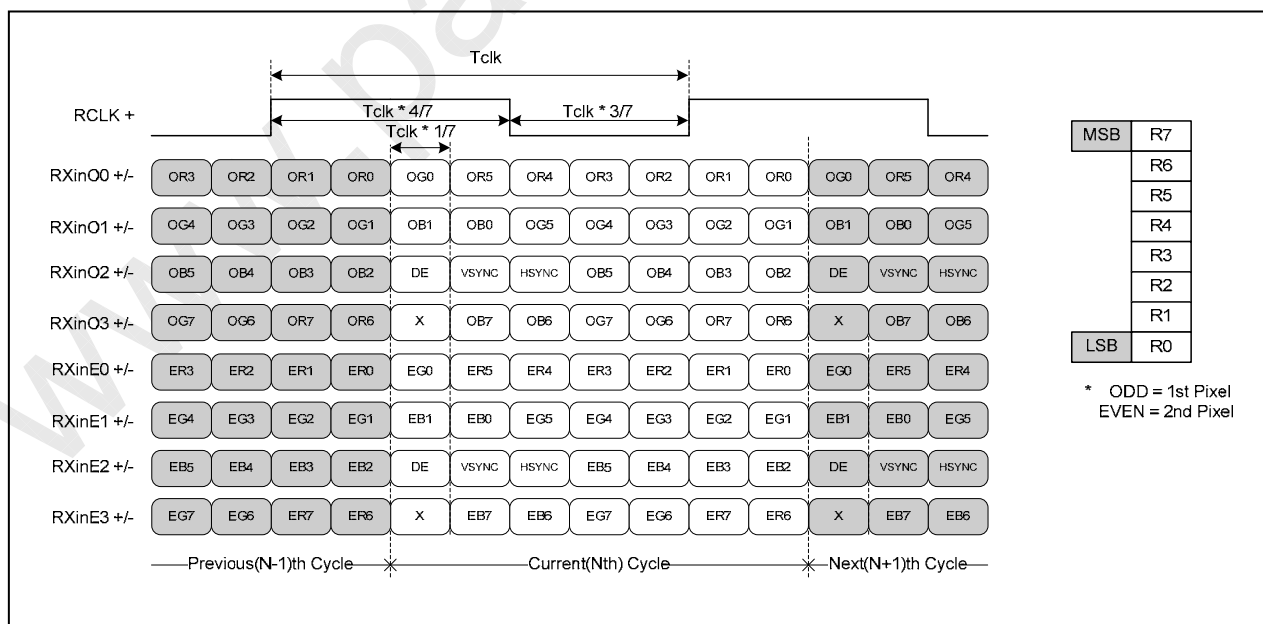 Tclk
RCLK +
Tclk * 4/7
Tclk * 3/7
Tclk * 1/7
RXinO0 +/- OR3 OR2 OR1 OR0 OG0 OR5 OR4 OR3 OR2 OR1 OR0 OG0 OR5 OR4
RXinO1 +/- OG4 OG3 OG2 OG1 OB1 OB0 OG5 OG4 OG3 OG2 OG1 OB1 OB0 OG5
RXinO2 +/- OB5 OB4 OB3 OB2 DE VSYNC HSYNC OB5 OB4 OB3 OB2 DE VSYNC HSYNC
RXinO3 +/- OG7 OG6 OR7 OR6 X OB7 OB6 OG7 OG6 OR7 OR6 X OB7 OB6
RXinE0 +/- ER3 ER2 ER1 ER0 EG0 ER5 ER4 ER3 ER2 ER1 ER0 EG0 ER5 ER4
RXinE1 +/- EG4 EG3 EG2 EG1 EB1 EB0 EG5 EG4 EG3 EG2 EG1 EB1 EB0 EG5
RXinE2 +/- EB5 EB4 EB3 EB2 DE VSYNC HSYNC EB5 EB4 EB3 EB2 DE VSYNC HSYNC
RXinE3 +/- EG7 EG6 ER7 ER6 X EB7 EB6 EG7 EG6 ER7 ER6 X EB7 EB6
Previous(N-1)th Cycle Current(Nth) Cycle Next(N+1)th Cycle
MSB R7
R6
R5
R4
R3
R2
R1
LSB R0
* ODD = 1st Pixel
EVEN = 2nd Pixel
www.pa